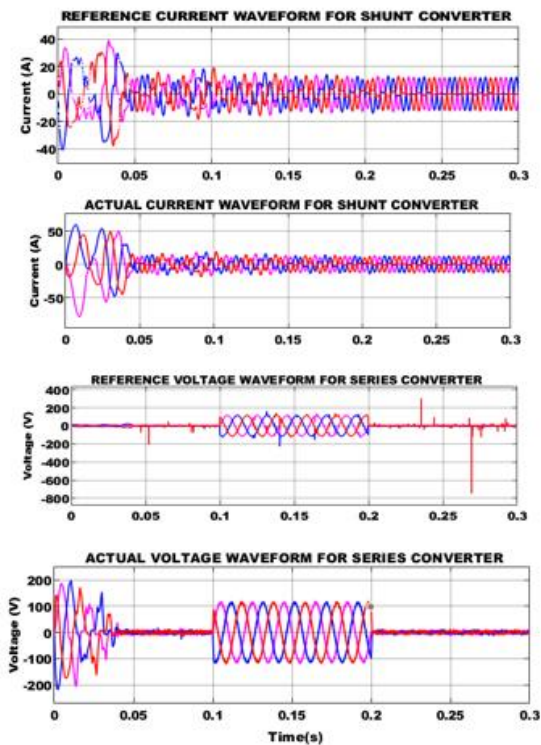 REFERENCE CURRENT WAVEFORM FOR SHUNT CONVERTER
Current (A)
40
20
0
-20
-40
0 0.05 0.1 0.15 0.2 0.25 0.3
ACTUAL CURRENT WAVEFORM FOR SHUNT CONVERTER
Current (A)
50
0
-50
0 0.05 0.1 0.15 0.2 0.25 0.3
REFERENCE VOLTAGE WAVEFORM FOR SERIES CONVERTER
Voltage (V)
400
200
0
-200
-400
-600
-800
0 0.05 0.1 0.15 0.2 0.25 0.3
ACTUAL VOLTAGE WAVEFORM FOR SERIES CONVERTER
Voltage (V)
200
100
0
-100
-200
0 0.05 0.1 0.15 0.2 0.25 0.3
Time(s)